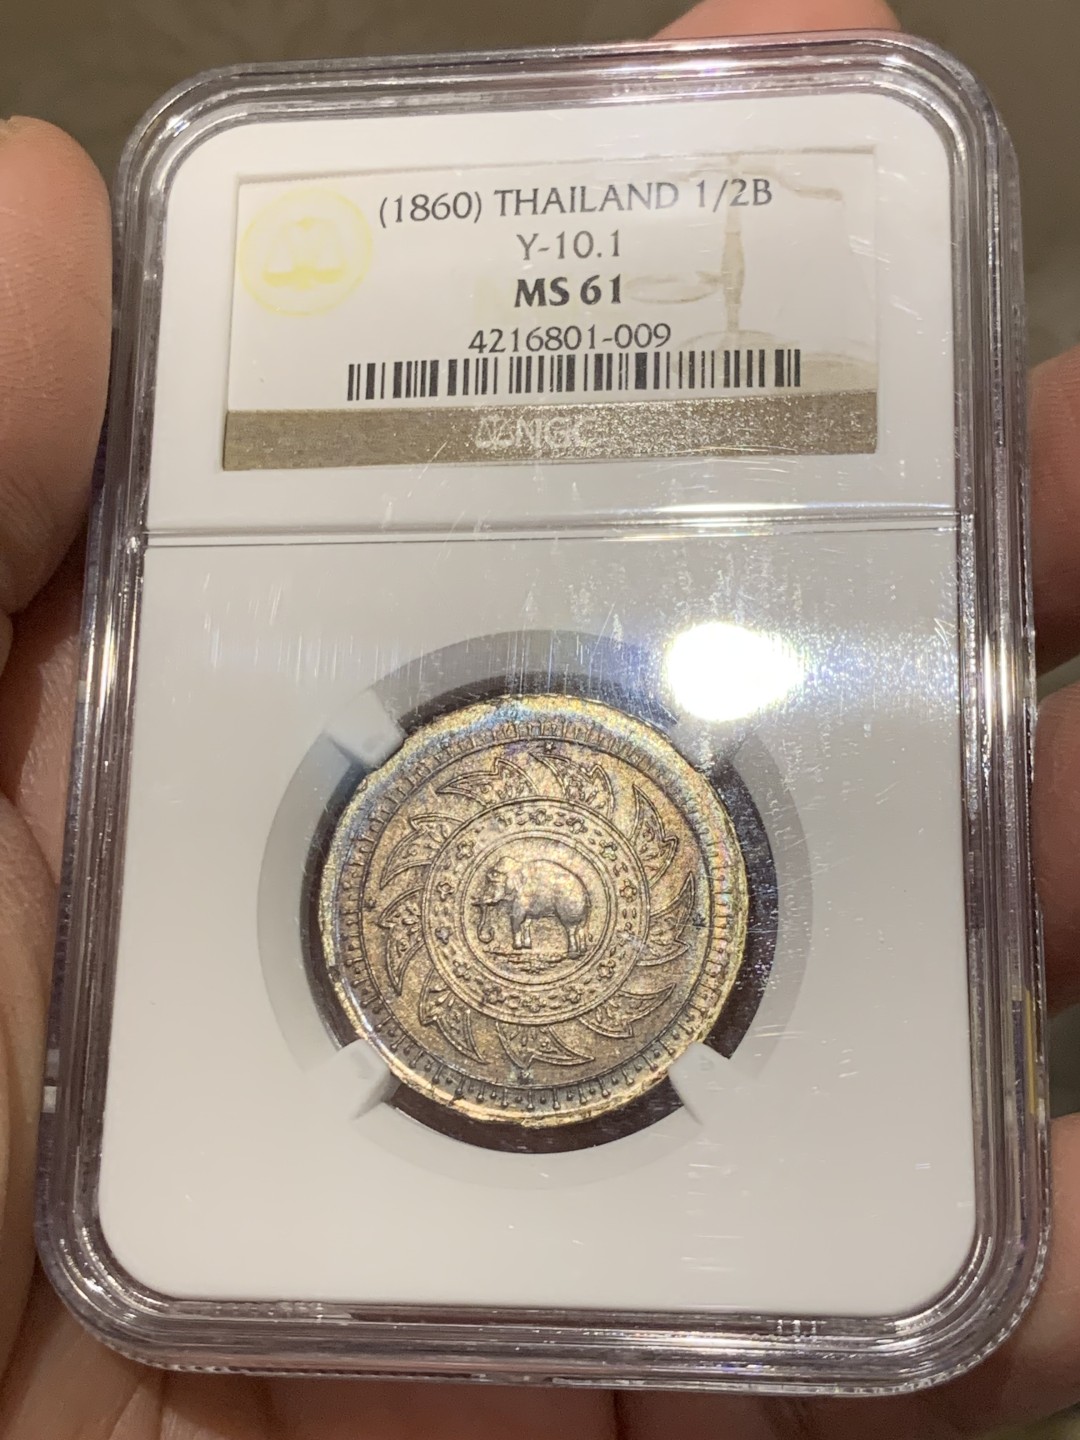 (1860) THAILAND 1/2B
Y-10.1
MS 61
4216801-009
NGC